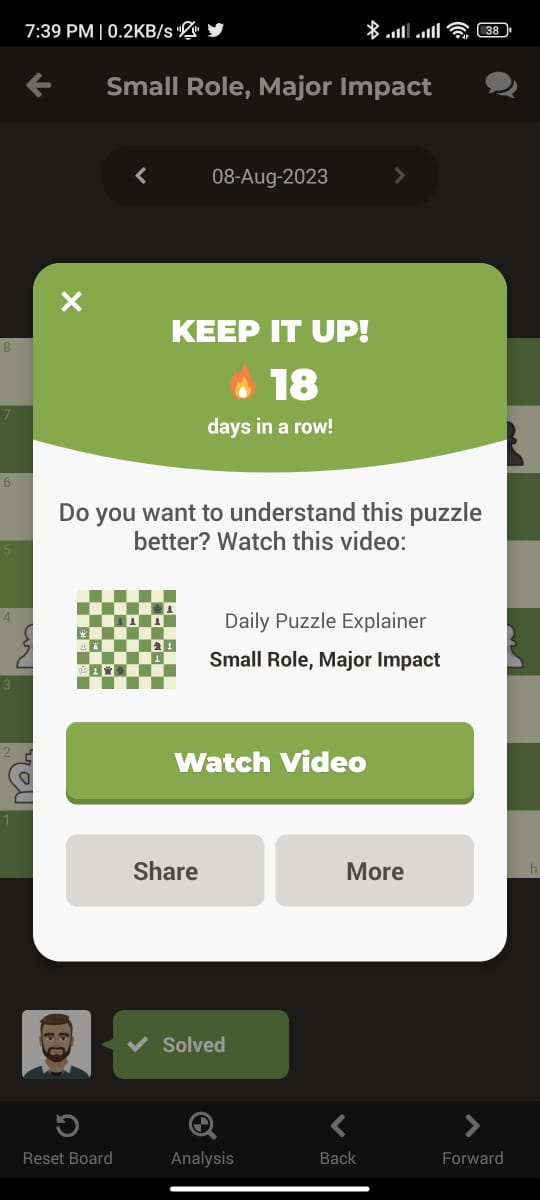 7:39 PM | 0.2KB/s
38
Small Role, Major Impact
08-Aug-2023
KEEP IT UP!
18
days in a row!
8
7
6
5
4
3
2
1
h
Do you want to understand this puzzle
better? Watch this video:
Daily Puzzle Explainer
Small Role, Major Impact
Watch Video
Share
More
Solved
Reset Board
Analysis
Back
Forward